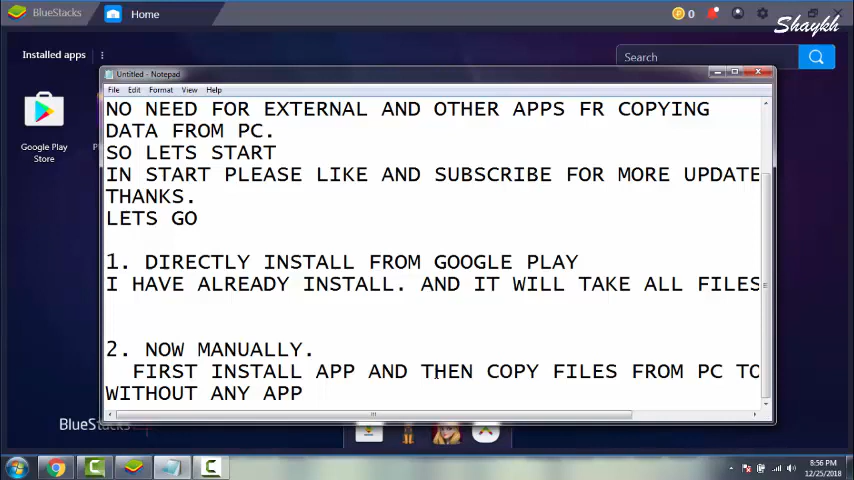 BlueStacks
Home
0
Shaykh
Installed apps
Search
Untitled - Notepad
File Edit Format View Help
NO NEED FOR EXTERNAL AND OTHER APPS FR COPYING
DATA FROM PC.
SO LETS START
IN START PLEASE LIKE AND SUBSCRIBE FOR MORE UPDATE
THANKS.
LETS GO
1. DIRECTLY INSTALL FROM GOOGLE PLAY
I HAVE ALREADY INSTALL. AND IT WILL TAKE ALL FILES
2. NOW MANUALLY.
FIRST INSTALL APP AND THEN COPY FILES FROM PC TO
WITHOUT ANY APP
Google Play
Store
BlueStacks
8:56 PM
12/25/2018